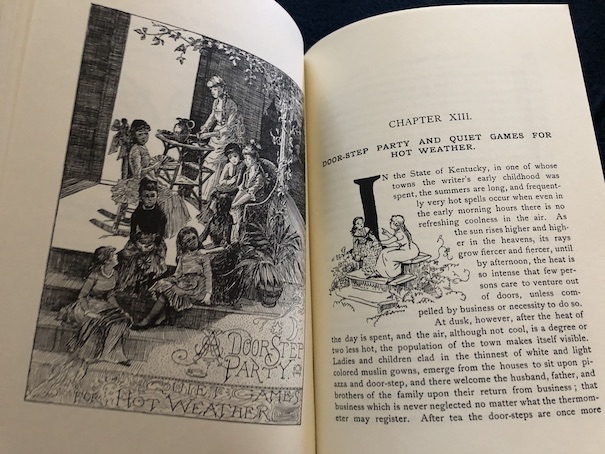 A DOORSTEP
PARTY.
QUIET GAMES
FOR HOT WEATHER
CHAPTER XIII.
DOOR-STEP PARTY AND QUIET GAMES FOR
HOT WEATHER.
IN the State of Kentucky, in one of whose
towns the writer's early childhood was
spent, the summers are long, and frequent-
ly very hot spells occur when even in
the early morning hours there is no
refreshing coolness in the air. As
the sun rises higher and high-
er in the heavens, its rays
grow fiercer and fiercer, until
by afternoon, the heat is
so intense that few per-
sons care to venture out
of doors, unless com-
pelled by business or necessity to do so.
At dusk, however, after the heat of
the day is spent, and the air, although not cool, is a degree or
two less hot, the population of the town makes itself visible.
Ladies and children clad in the thinnest of white and light
colored muslin gowns, emerge from the houses to sit upon pi-
azza and door-step, and there welcome the husband, father, and
brothers of the family upon their return from business; that
business which is never neglected no matter what the thermom-
eter may register. After tea the door-steps are once more